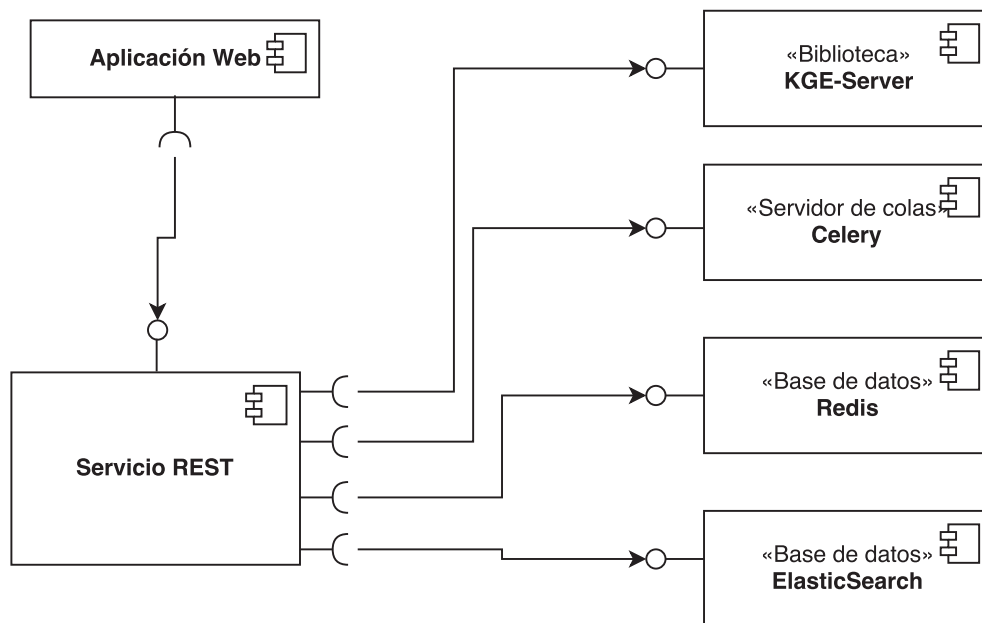 Aplicación Web
«Biblioteca»
KGE-Server
«Servidor de colas»
Celery
«Base de datos»
Redis
Servicio REST
«Base de datos»
ElasticSearch